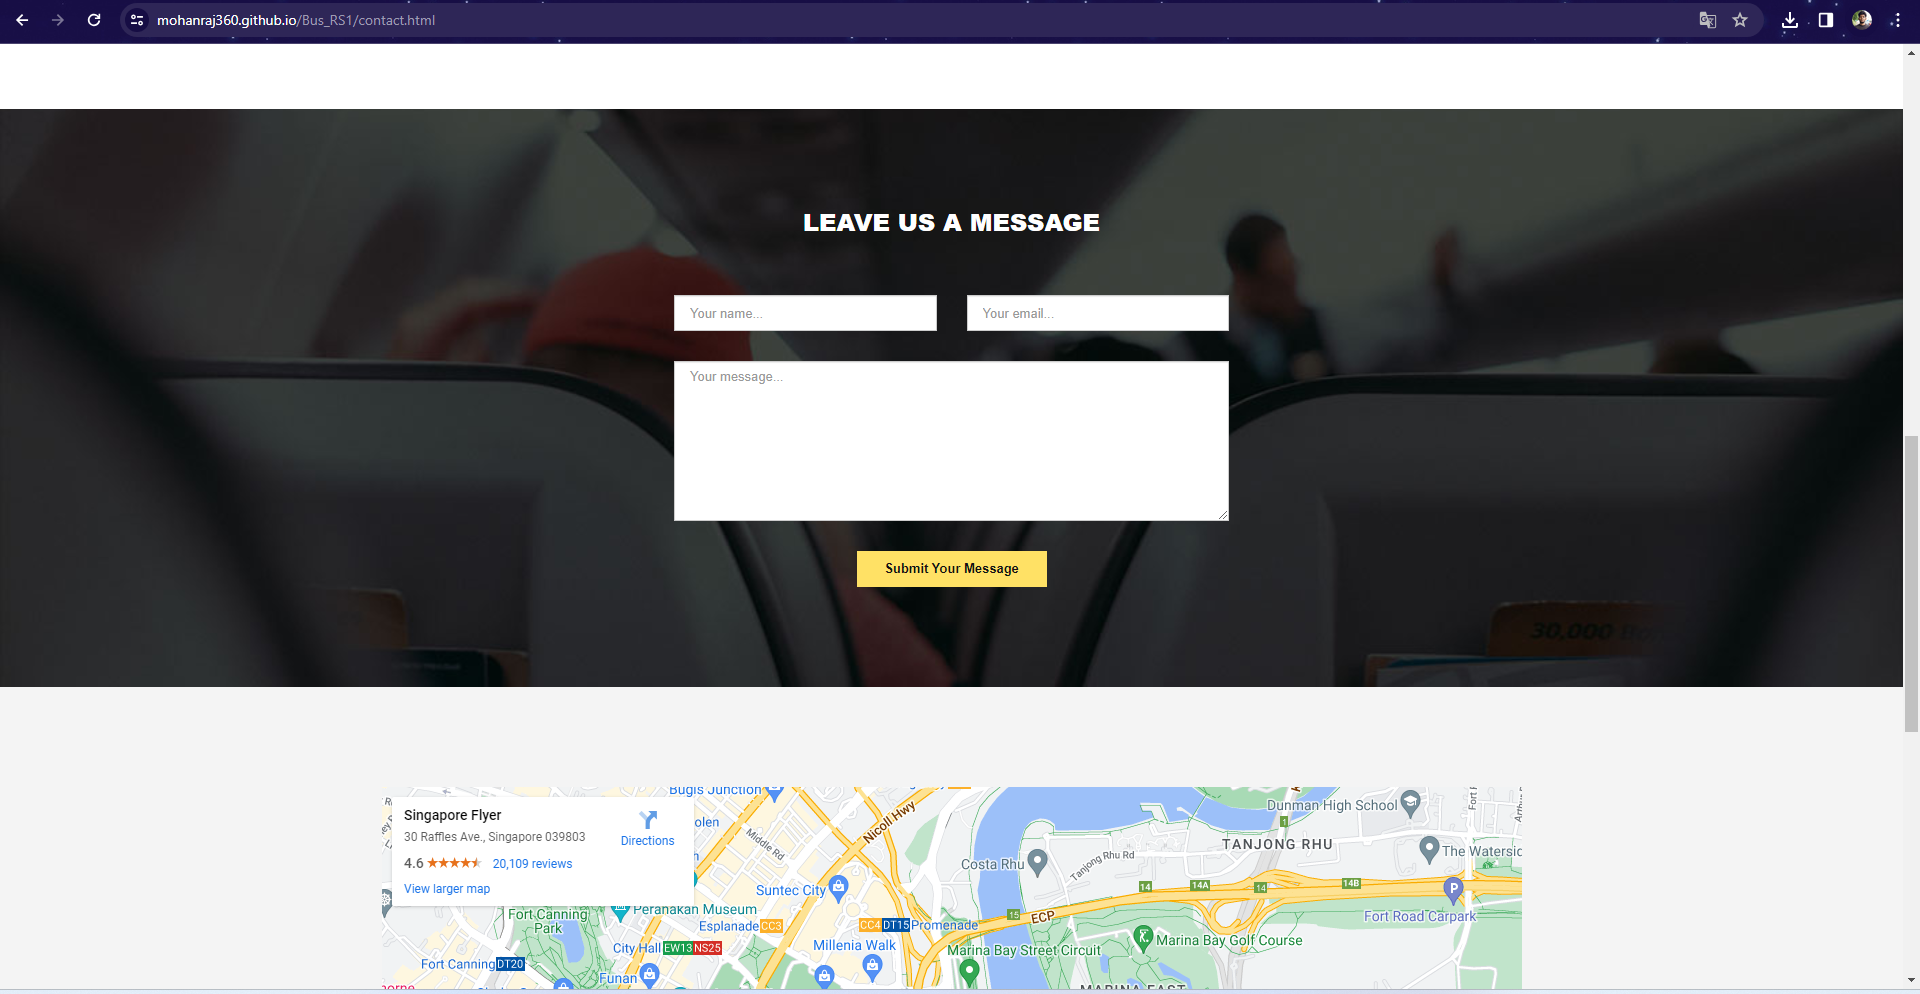 mohanraj360.github.io/Bus_RS1/contact.html
LEAVE US A MESSAGE
Your name...
Your email...
Your message...
Submit Your Message
30,000
Singapore Flyer
30 Raffles Ave., Singapore 039803
Directions
4.6
20,109 reviews
View larger map
Bugis Junction
Middle Rd
Nicoll Hwy
Dunman High School
TANJONG RHU
Costa Rhu
Tanjong Rhu Rd
The Watersid
Suntec City
14
14A
14
14B
1
P
Peranakan Museum
Fort Canning
Park
Esplanade CC3
CC4 DT15 Promenade
15
ECP
Fort Road Carpark
City Hall EW13 NS25
Millenia Walk
Marina Bay Street Circuit
Marina Bay Golf Course
Fort Canning DT20
Funan
MARINA EAST